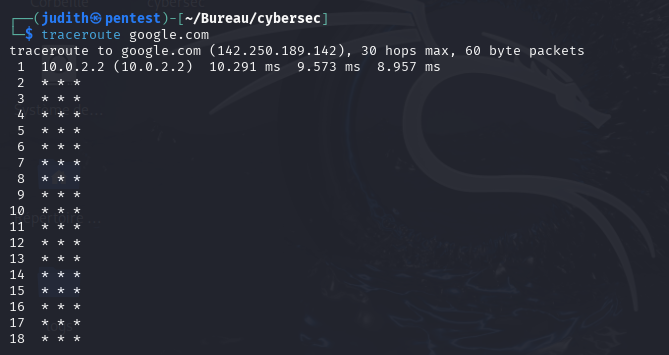 Corbeille cybersec
┌──(judith㉿pentest)-[~/Bureau/cybersec]
└─$ traceroute google.com
traceroute to google.com (142.250.189.142), 30 hops max, 60 byte packets
 1  10.0.2.2 (10.0.2.2)  10.291 ms  9.573 ms  8.957 ms
 2  * * *
 3  * * *
 4  * * *
 5  * * *
 6  * * *
 7  * * *
 8  * * *
 9  * * *
10  * * *
11  * * *
12  * * *
13  * * *
14  * * *
15  * * *
16  * * *
17  * * *
18  * * *